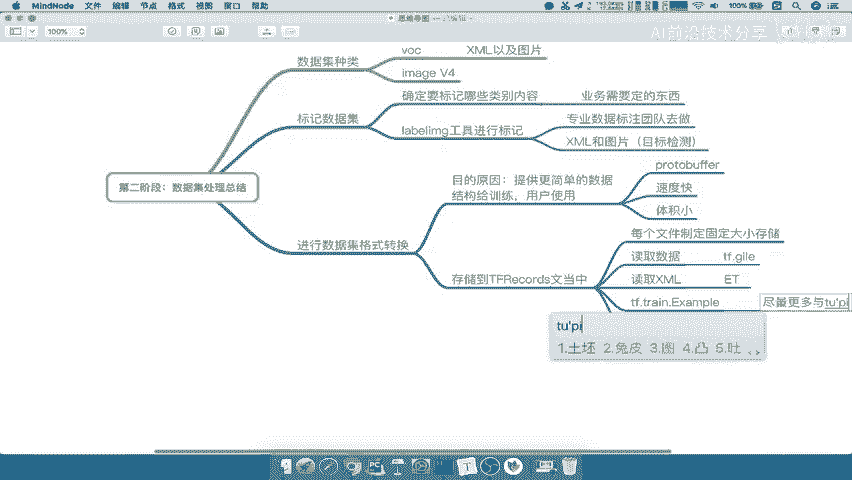 MindNode 文件 编辑 节点 格式 视图 窗口 帮助
100%
AI前沿技术分享
100%
数据集种类
voc
XML以及图片
image V4
标记数据集
确定要标记哪些类别内容
业务需要定的东西
labelimg工具进行标记
专业数据标注团队去做
XML和图片（目标检测）
第二阶段：数据集处理总结
进行数据集格式转换
目的原因：提供更简单的数据
结构给训练，用户使用
protobuffer
速度快
体积小
存储到TFRecords文当中
每个文件制定固定大小存储
读取数据
tf.gile
读取XML
ET
tf.train.Example
尽量更多与tu'pi
tu'pi
1.土坯 2.兔皮 3.图 4.凸 5.吐